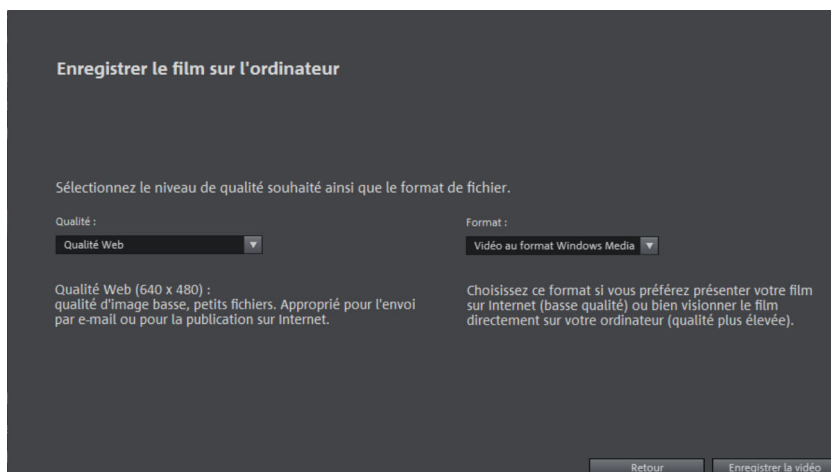 Enregistrer le film sur l'ordinateur
Sélectionnez le niveau de qualité souhaité ainsi que le format de fichier.
Qualité :
Qualité Web
Qualité Web (640 x 480) :
qualité d'image basse, petits fichiers. Approprié pour l'envoi
par e-mail ou pour la publication sur Internet.
Format :
Vidéo au format Windows Media
Choisissez ce format si vous préférez présenter votre film
sur Internet (basse qualité) ou bien visionner le film
directement sur votre ordinateur (qualité plus élevée).
Retour
Enregistrer la vidéo